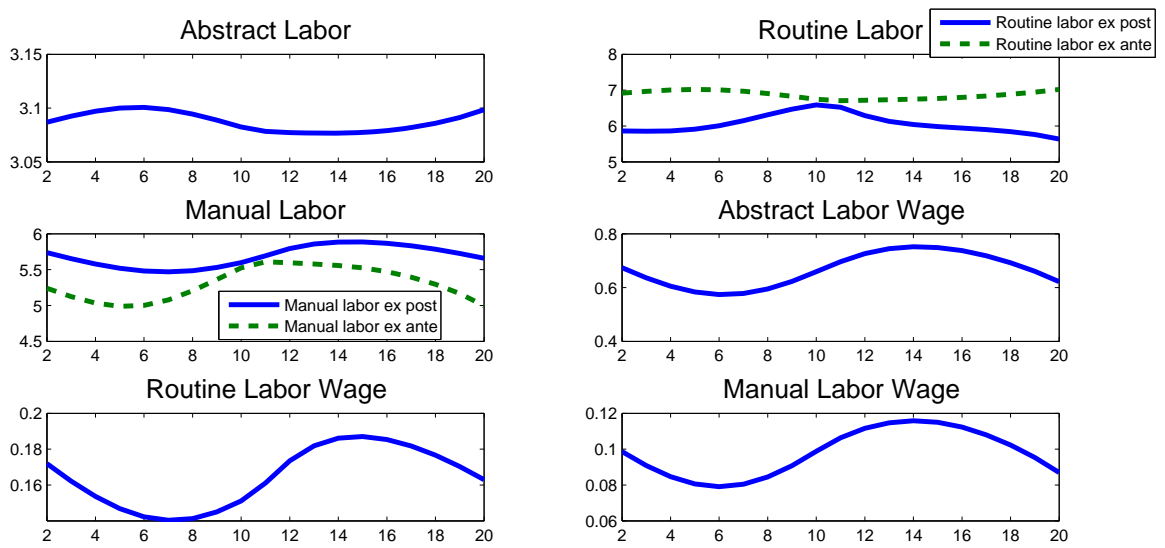 Abstract Labor
3.15
3.1
3.05
2 4 6 8 10 12 14 16 18 20
Routine Labor
Routine labor ex post
Routine labor ex ante
8
7
6
5
2 4 6 8 10 12 14 16 18 20
Manual Labor
6
5.5
5
4.5
Manual labor ex post
Manual labor ex ante
2 4 6 8 10 12 14 16 18 20
Abstract Labor Wage
0.8
0.6
0.4
2 4 6 8 10 12 14 16 18 20
Routine Labor Wage
0.2
0.18
0.16
2 4 6 8 10 12 14 16 18 20
Manual Labor Wage
0.12
0.1
0.08
0.06
2 4 6 8 10 12 14 16 18 20